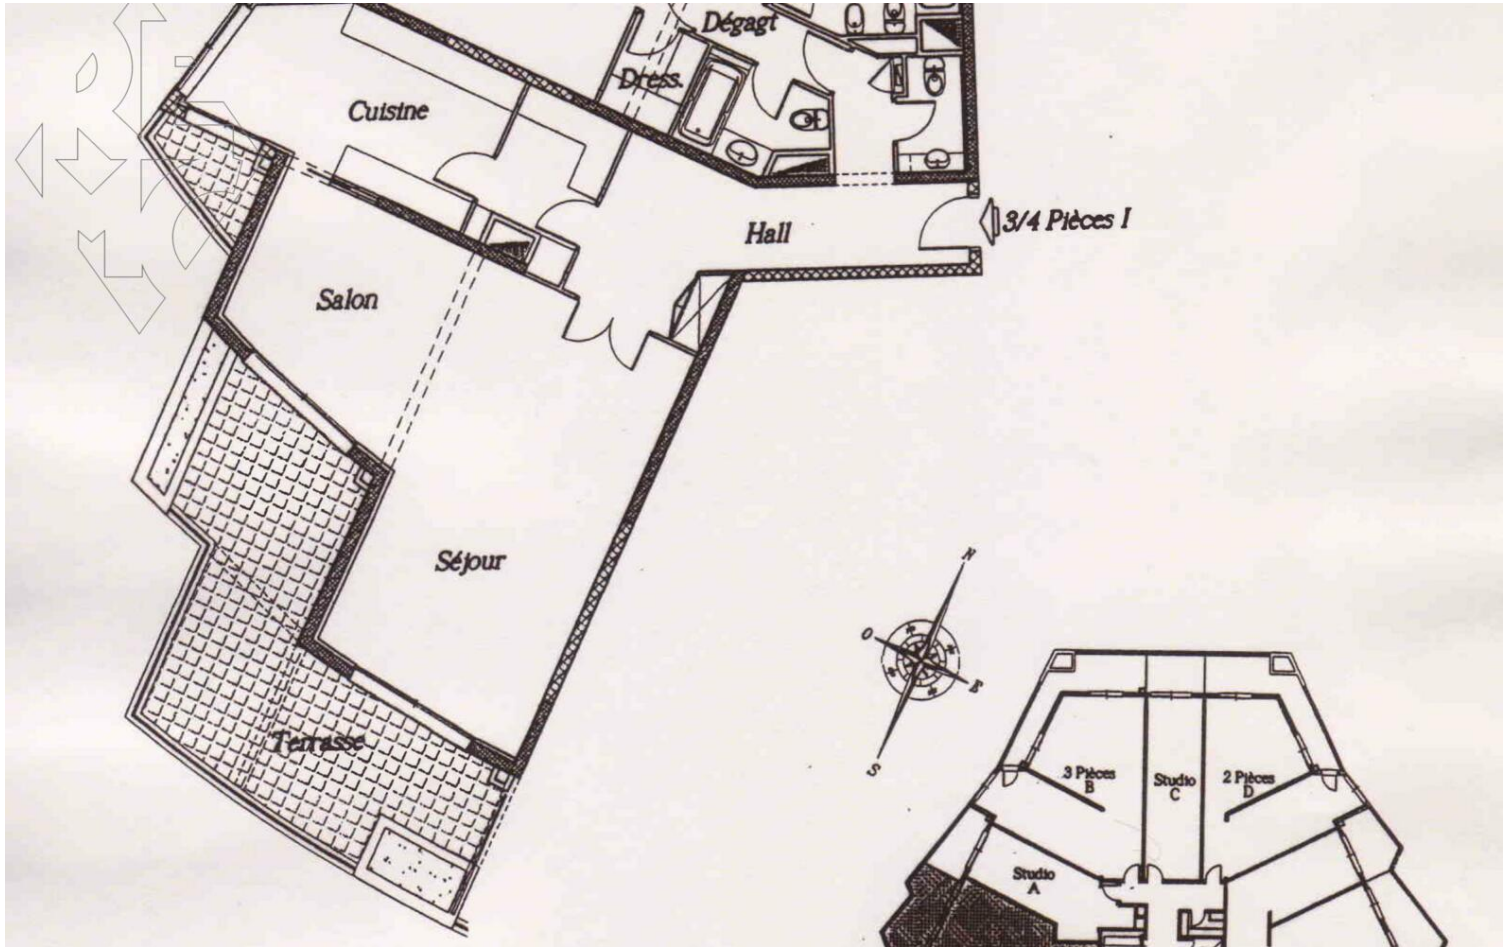 Dégagt
Dress.
Cuisine
3/4 Pièces I
Hall
Salon
Séjour
N
O
E
S
Terrasse
3 Pièces
B
Studio
C
2 Pièces
D
Studio
A